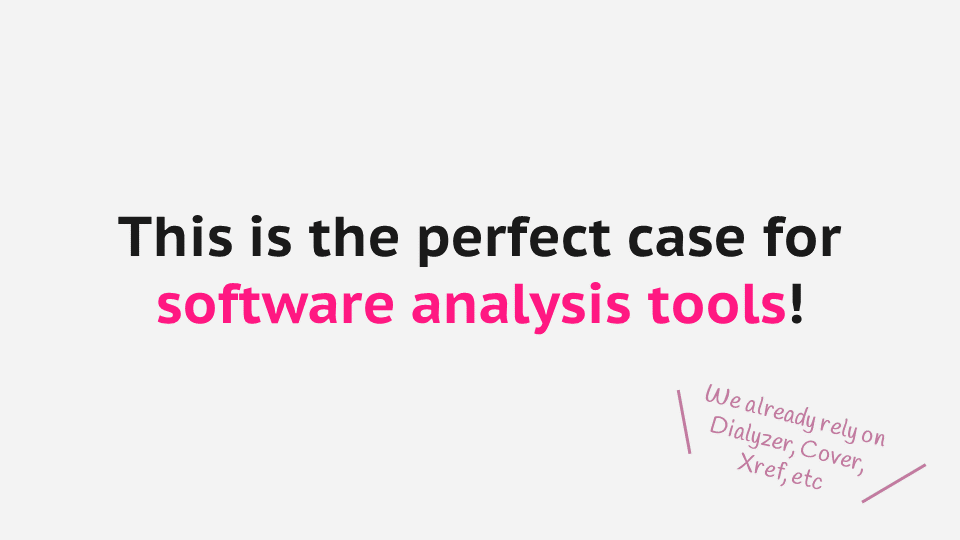 This is the perfect case for
software analysis tools!
We already rely on
Dialyzer, Cover,
Xref, etc